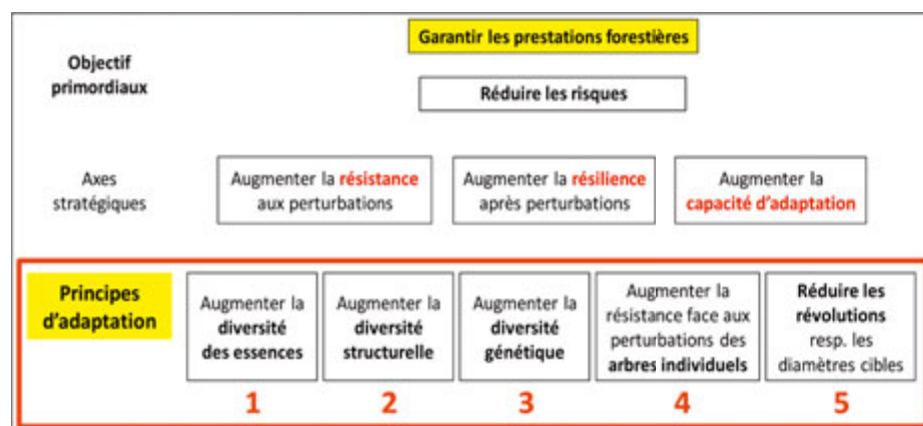 Garantir les prestations forestières
Objectif
primordiaux
Réduire les risques
Axes
stratégiques
Augmenter la résistance
aux perturbations
Augmenter la résilience
après perturbations
Augmenter la
capacité d'adaptation
Principes
d'adaptation
Augmenter la
diversité
des essences
1
Augmenter la
diversité
structurelle
2
Augmenter la
diversité
génétique
3
Augmenter la
résistance face aux
perturbations des
arbres individuels
4
Réduire les
révolutions
resp. les
diamètres cibles
5